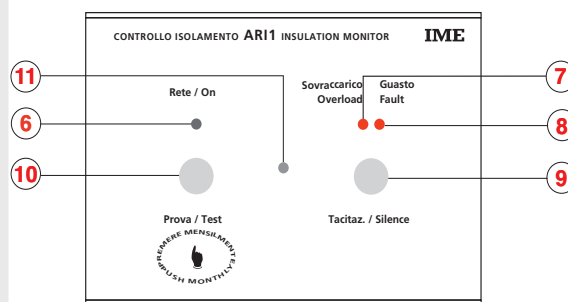 CONTROLLO ISOLAMENTO ARI1 INSULATION MONITOR IME
11
7
Sovraccarico Guasto
Overload Fault
Rete / On
6
8
10
9
Prova / Test
Tacitaz. / Silence
PREMERE MENSILMENTE
PUSH MONTHLY